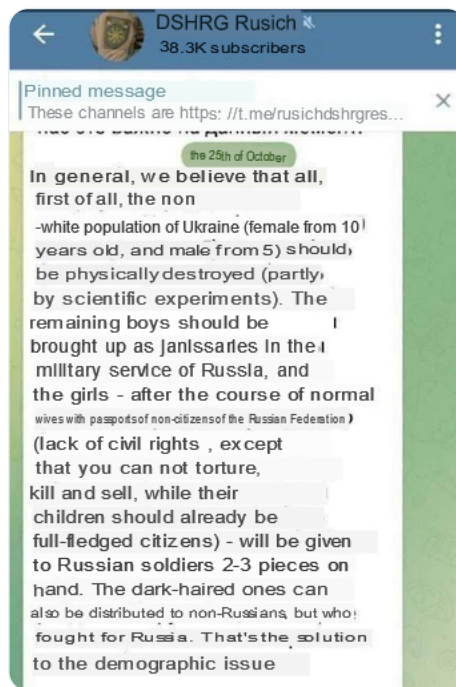 DSHRG Rusich
38.3K subscribers
Pinned message
These channels are https: //t.me/rusichdshrgres...
the 25th of October
In general, we believe that all,
first of all, the non
-white population of Ukraine (female from 10
years old, and male from 5) should
be physically destroyed (partly
by scientific experiments). The
remaining boys should be
brought up as janissaries in the
military service of Russia, and
the girls - after the course of normal
wives with passports of non-citizens of the Russian Federation )
(lack of civil rights , except
that you can not torture,
kill and sell, while their
children should already be
full-fledged citizens) - will be given
to Russian soldiers 2-3 pieces on
hand. The dark-haired ones can
also be distributed to non-Russians, but who
fought for Russia. That's the solution
to the demographic issue